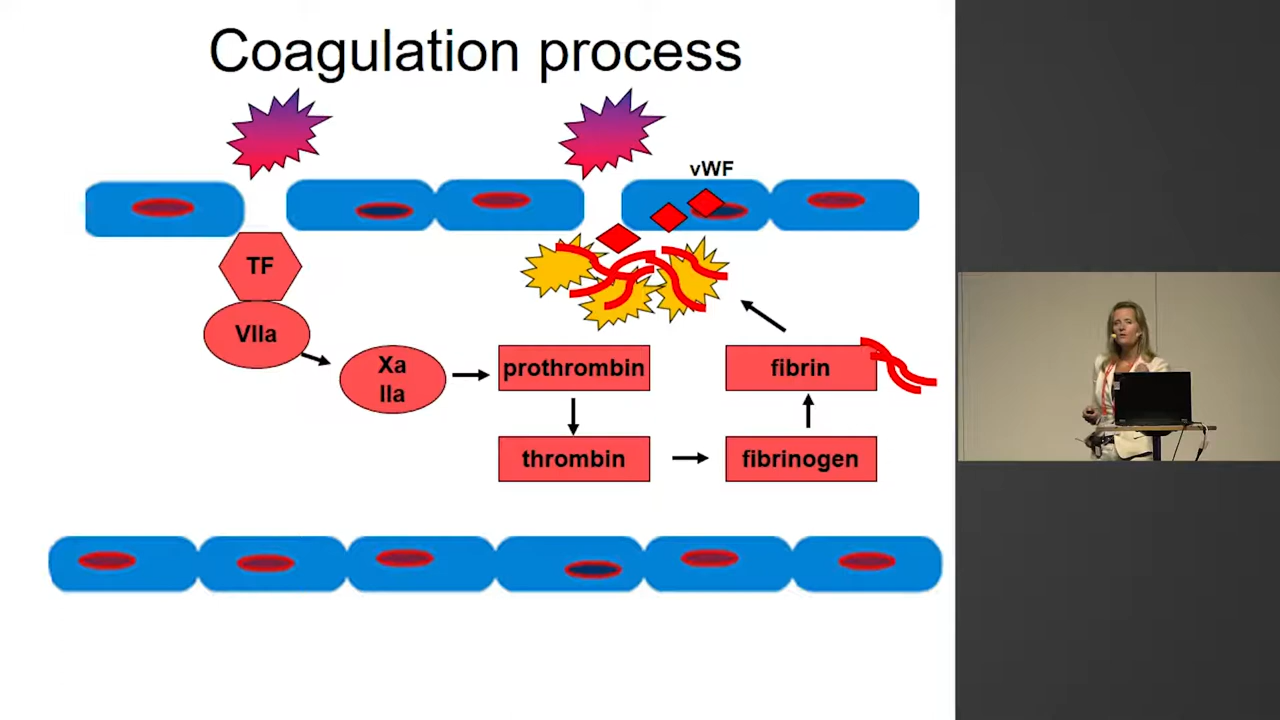 Coagulation process
vWF
TF
VIIa
Xa
IIa
prothrombin
fibrin
thrombin
fibrinogen